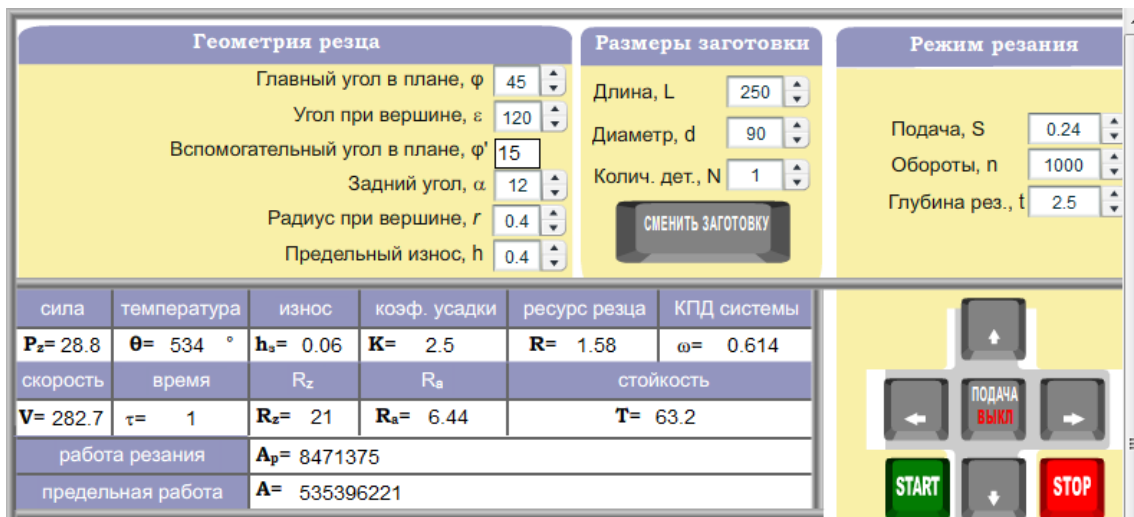 Геометрия резца
Главный угол в плане, φ 45
Угол при вершине, ε 120
Вспомогательный угол в плане, φ' 15
Задний угол, α 12
Радиус при вершине, r 0.4
Предельный износ, h 0.4
Размеры заготовки
Длина, L 250
Диаметр, d 90
Колич. дет., N 1
СМЕНИТЬ ЗАГОТОВКУ
Режим резания
Подача, S 0.24
Обороты, n 1000
Глубина рез., t 2.5
сила температура износ коэф. усадки ресурс резца КПД системы
Pz= 28.8 θ= 534 ° hs= 0.06 K= 2.5 R= 1.58 ω= 0.614
скорость время Rz Ra стойкость
V= 282.7 τ= 1 Rz= 21 Ra= 6.44 T= 63.2
работа резания Ap= 8471375
предельная работа A= 535396221
ПОДАЧА
ВЫКЛ
START
STOP